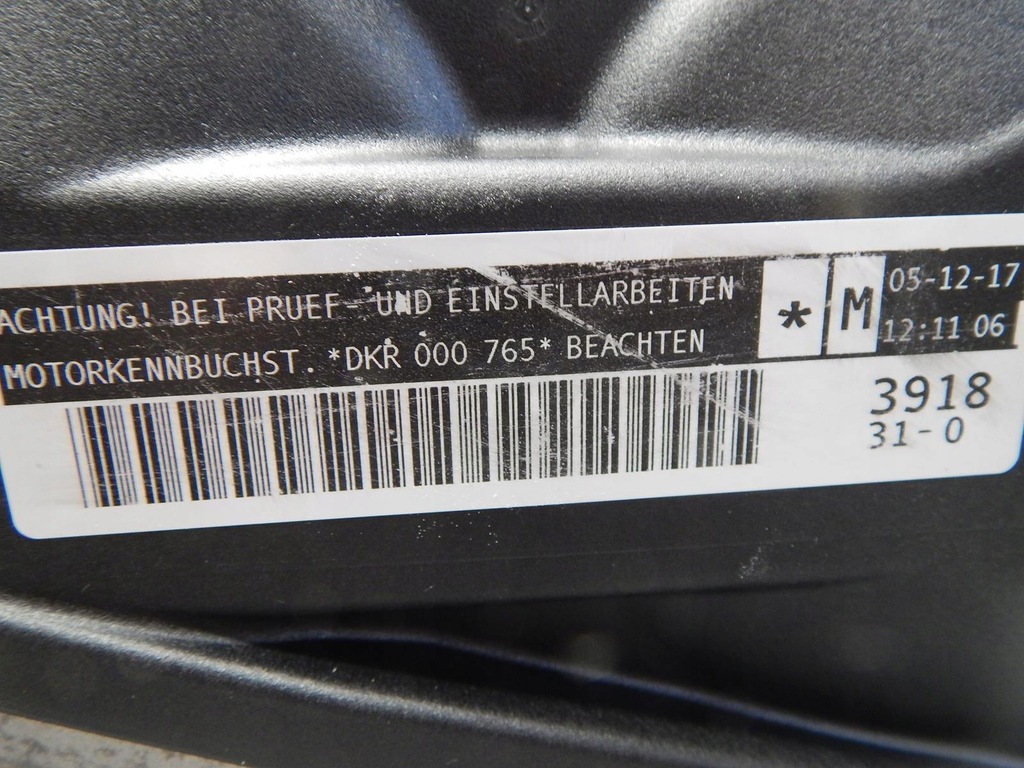 ACHTUNG! BEI PRUEF- UND EINSTELLARBEITEN
MOTORKENNBUCHST. *DKR 000 765* BEACHTEN
* M
05-12-17
12:11 06
3918
31-0